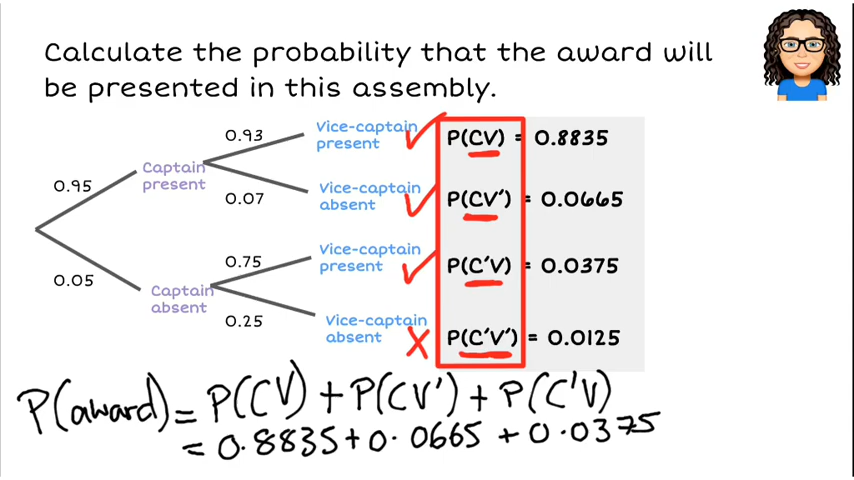 Calculate the probability that the award will
be presented in this assembly.
0.93
Vice-captain
present
P(CV) = 0.8835
Captain
present
0.95
0.07
Vice-captain
absent
P(CV') = 0.0665
0.05
Captain
absent
0.75
Vice-captain
present
P(C'V) = 0.0375
0.25
Vice-captain
absent
P(C'V') = 0.0125
P(award) = P(CV) + P(CV') + P(C'V)
= 0.8835 + 0.0665 + 0.0375